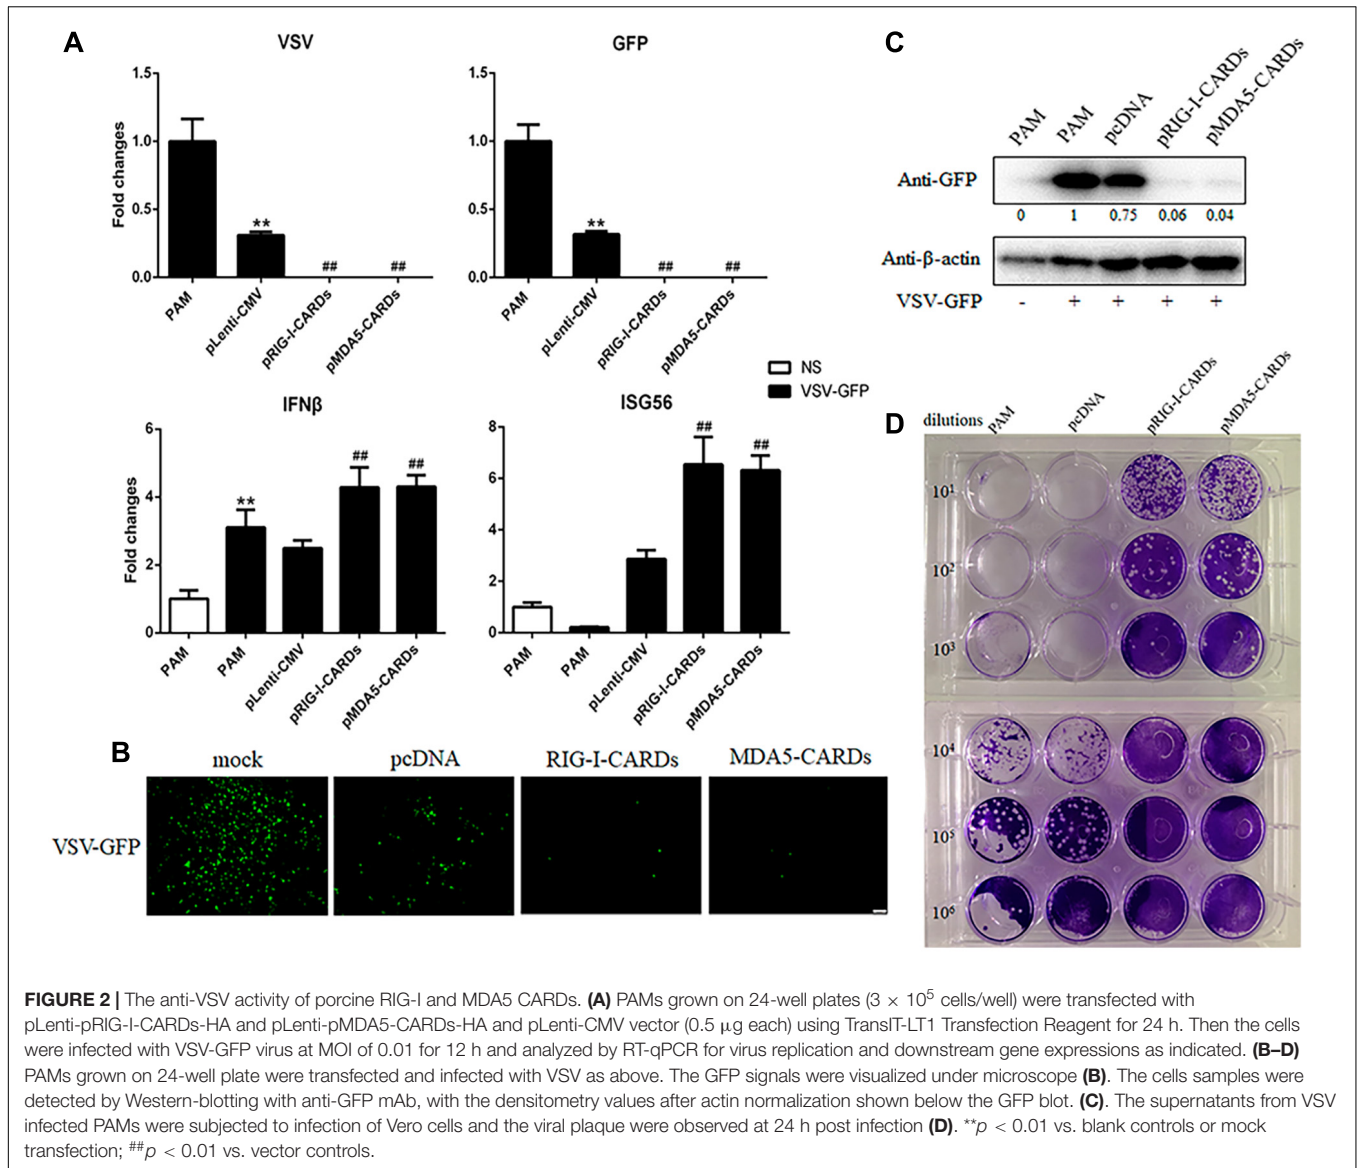 A
VSV
Fold changes
1.5
1.0
0.5
0.0
**
##
##
PAM
pLenti-CMV
pRIG-I-CARDs
pMDA5-CARDs
GFP
1.5
1.0
0.5
0.0
**
##
##
PAM
pLenti-CMV
pRIG-I-CARDs
pMDA5-CARDs
NS
VSV-GFP
IFNβ
Fold changes
6
4
2
0
**
##
##
PAM
PAM
pLenti-CMV
pRIG-I-CARDs
pMDA5-CARDs
ISG56
8
6
4
2
0
##
##
PAM
PAM
pLenti-CMV
pRIG-I-CARDs
pMDA5-CARDs
B
mock pcDNA RIG-I-CARDs MDA5-CARDs
VSV-GFP
C
PAM PAM pcDNA pRIG-1-CARDs pMDA5-CARDs
Anti-GFP
0 1 0.75 0.06 0.04
Anti-β-actin
VSV-GFP - + + + +
D
dilutions PAM pcDNA pRIG-I-CARDs pMDA5-CARDs
10¹
10²
10³
10⁴
10⁵
10⁶
FIGURE 2 | The anti-VSV activity of porcine RIG-I and MDA5 CARDs. (A) PAMs grown on 24-well plates (3 × 10⁵ cells/well) were transfected with
pLenti-pRIG-I-CARDs-HA and pLenti-pMDA5-CARDs-HA and pLenti-CMV vector (0.5 μg each) using TransIT-LT1 Transfection Reagent for 24 h. Then the cells
were infected with VSV-GFP virus at MOI of 0.01 for 12 h and analyzed by RT-qPCR for virus replication and downstream gene expressions as indicated. (B–D)
PAMs grown on 24-well plate were transfected and infected with VSV as above. The GFP signals were visualized under microscope (B). The cells samples were
detected by Western-blotting with anti-GFP mAb, with the densitometry values after actin normalization shown below the GFP blot. (C). The supernatants from VSV
infected PAMs were subjected to infection of Vero cells and the viral plaque were observed at 24 h post infection (D). **p < 0.01 vs. blank controls or mock
transfection; ##p < 0.01 vs. vector controls.